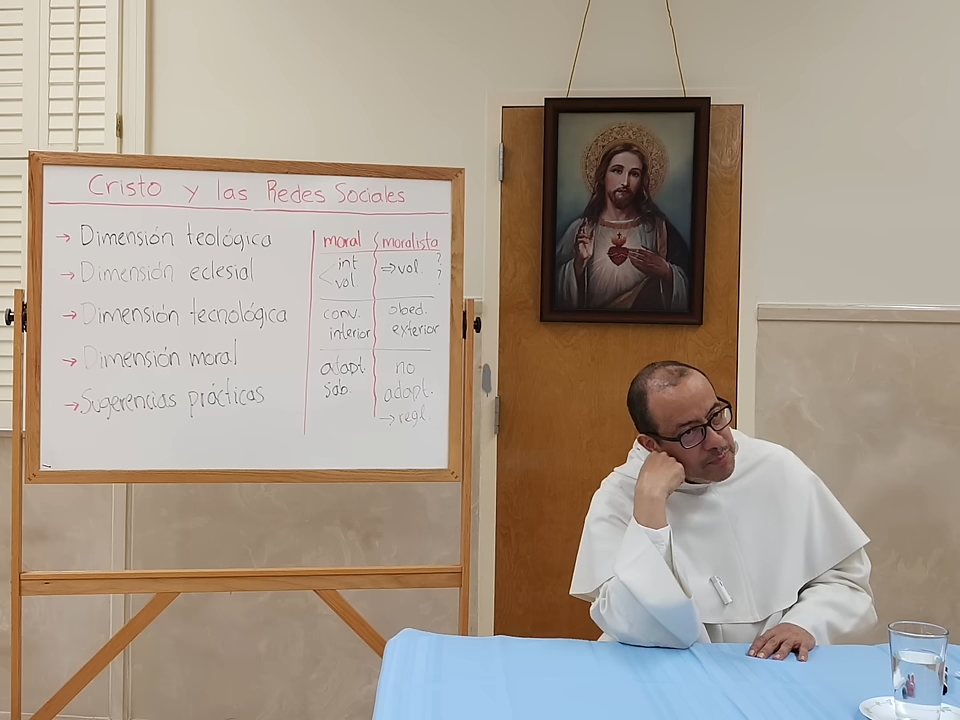 Cristo y las Redes Sociales
→ Dimensión teológica
→ Dimensión eclesial
→ Dimensión tecnológica
→ Dimensión moral
→ Sugerencias prácticas
moral
moralista
< int
vol.
⇒ vol. ?
?
conv.
interior
obed.
exterior
adapt.
sab.
no
adapt.
→ regl.